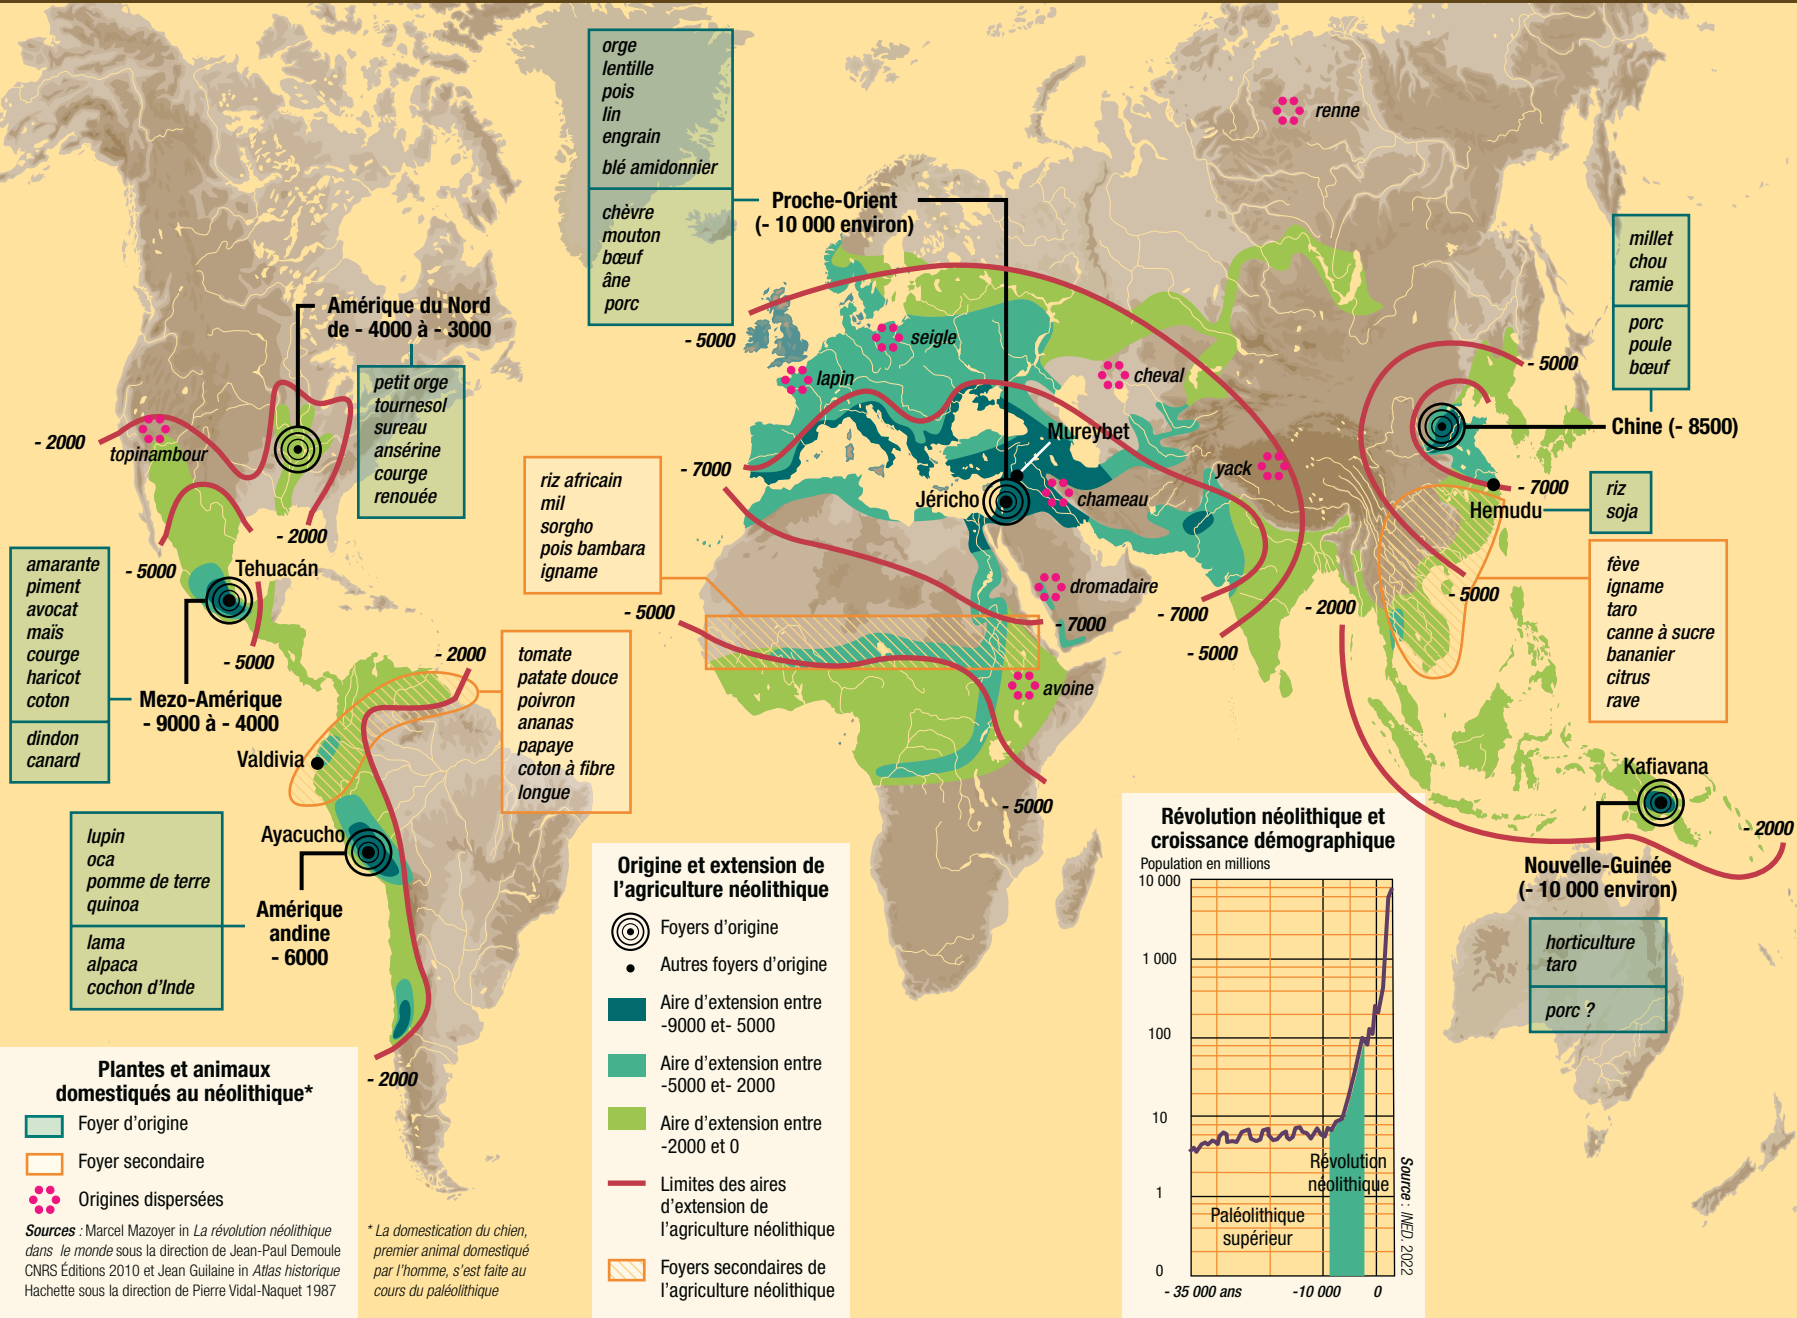 orge
lentille
pois
lin
engrain
blé amidonnier
chèvre
mouton
bœuf
âne
porc
Proche-Orient
(- 10 000 environ)
renne
millet
chou
ramie
porc
poule
bœuf
Chine (- 8500)
Amérique du Nord
de - 4000 à - 3000
petit orge
tournesol
sureau
ansérine
courge
renouée
- 5000
seigle
lapin
cheval
- 5000
- 2000
topinambour
- 7000
Mureybet
yack
Jéricho
chameau
- 7000
Hemudu
riz
soja
riz africain
mil
sorgho
pois bambara
igname
- 2000
- 5000
Tehuacán
amarante
piment
avocat
maïs
courge
haricot
coton
dindon
canard
- 5000
Mezo-Amérique
- 9000 à - 4000
- 5000
dromadaire
- 7000
- 7000
- 5000
- 2000
- 5000
fève
igname
taro
canne à sucre
bananier
citrus
rave
- 2000
tomate
patate douce
poivron
ananas
papaye
coton à fibre
longue
avoine
Valdivia
- 5000
Kafiavana
- 2000
Nouvelle-Guinée
(- 10 000 environ)
horticulture
taro
porc ?
Ayacucho
lupin
oca
pomme de terre
quinoa
lama
alpaca
cochon d'Inde
Amérique
andine
- 6000
- 2000
Plantes et animaux
domestiqués au néolithique*
Foyer d'origine
Foyer secondaire
Origines dispersées
Sources : Marcel Mazoyer in La révolution néolithique
dans le monde sous la direction de Jean-Paul Demoule
CNRS Éditions 2010 et Jean Guilaine in Atlas historique
Hachette sous la direction de Pierre Vidal-Naquet 1987
* La domestication du chien,
premier animal domestiqué
par l'homme, s'est faite au
cours du paléolithique
Origine et extension de
l'agriculture néolithique
Foyers d'origine
Autres foyers d'origine
Aire d'extension entre
-9000 et- 5000
Aire d'extension entre
-5000 et- 2000
Aire d'extension entre
-2000 et 0
Limites des aires
d'extension de
l'agriculture néolithique
Foyers secondaires de
l'agriculture néolithique
Révolution néolithique et
croissance démographique
Population en millions
10 000
1 000
100
10
1
0
Révolution
néolithique
Paléolithique
supérieur
- 35 000 ans
-10 000
0
Source : INED. 2022